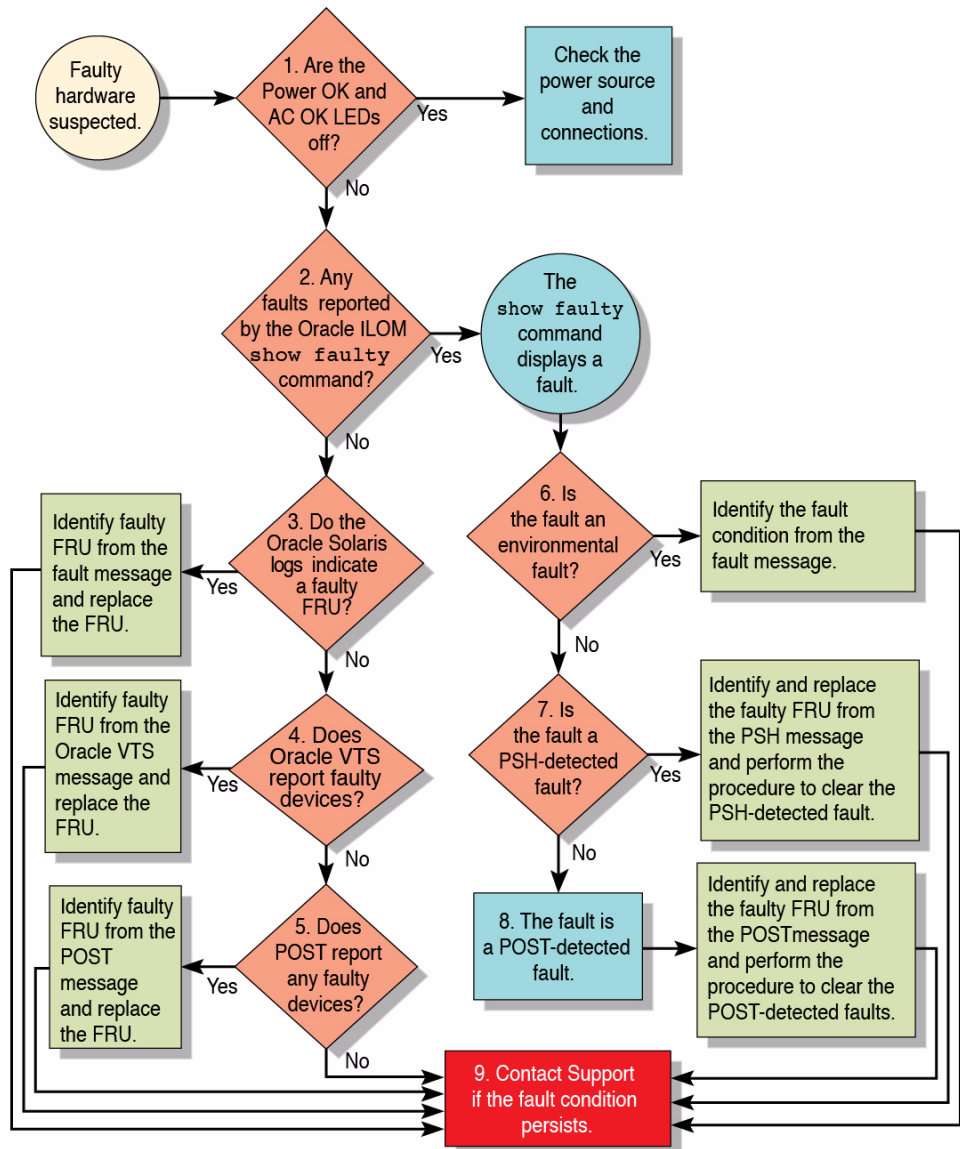 Faulty
hardware
suspected.
1. Are the
Power OK and
AC OK LEDs
off?
Yes
Check the
power source
and
connections.
No
2. Any
faults reported
by the Oracle ILOM
show faulty
command?
Yes
The
show faulty
command
displays a
fault.
No
3. Do the
Oracle Solaris
logs indicate
a faulty
FRU?
Yes
Identify faulty
FRU from the
fault message
and replace
the FRU.
6. Is
the fault an
environmental
fault?
Yes
Identify the fault
condition from the
fault message.
No
No
4. Does
Oracle VTS
report faulty
devices?
Yes
Identify faulty
FRU from the
Oracle VTS
message and
replace the
FRU.
7. Is
the fault a
PSH-detected
fault?
Yes
Identify and replace
the faulty FRU from
the PSH message
and perform the
procedure to clear the
PSH-detected fault.
No
No
5. Does
POST report
any faulty
devices?
Yes
Identify faulty
FRU from the
POST
message
and replace
the FRU.
8. The fault is
a POST-detected
fault.
Identify and replace
the faulty FRU from
the POSTmessage
and perform the
procedure to clear the
POST-detected faults.
No
9. Contact Support
if the fault condition
persists.